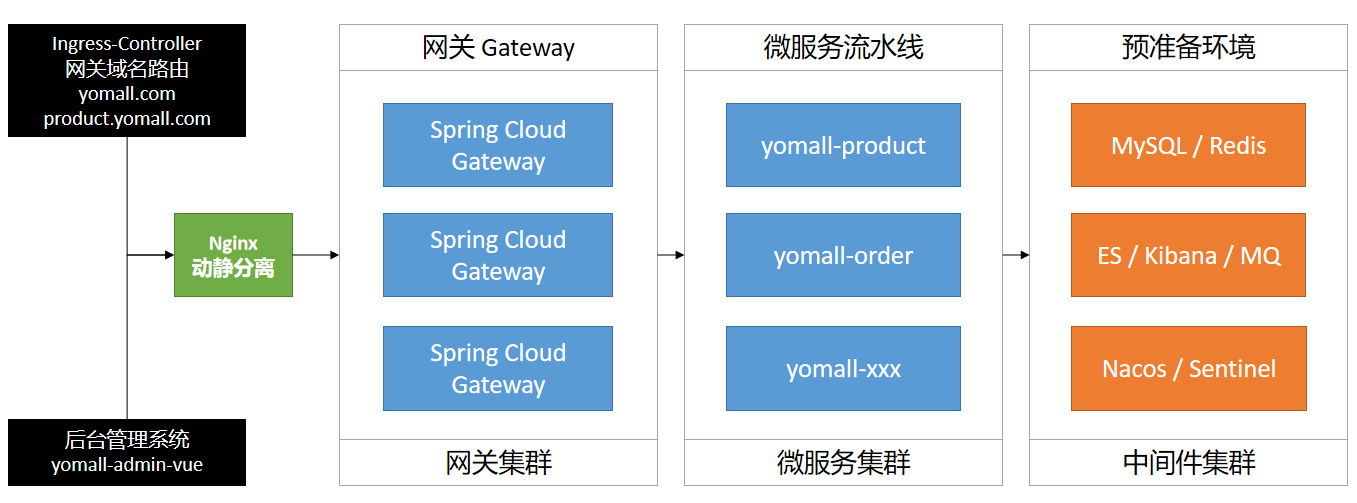 Ingress-Controller
网关域名路由
yomall.com
product.yomall.com
Nginx
动静分离
后台管理系统
yomall-admin-vue
网关 Gateway
Spring Cloud
Gateway
Spring Cloud
Gateway
Spring Cloud
Gateway
网关集群
微服务流水线
yomall-product
yomall-order
yomall-xxx
微服务集群
预准备环境
MySQL / Redis
ES / Kibana / MQ
Nacos / Sentinel
中间件集群